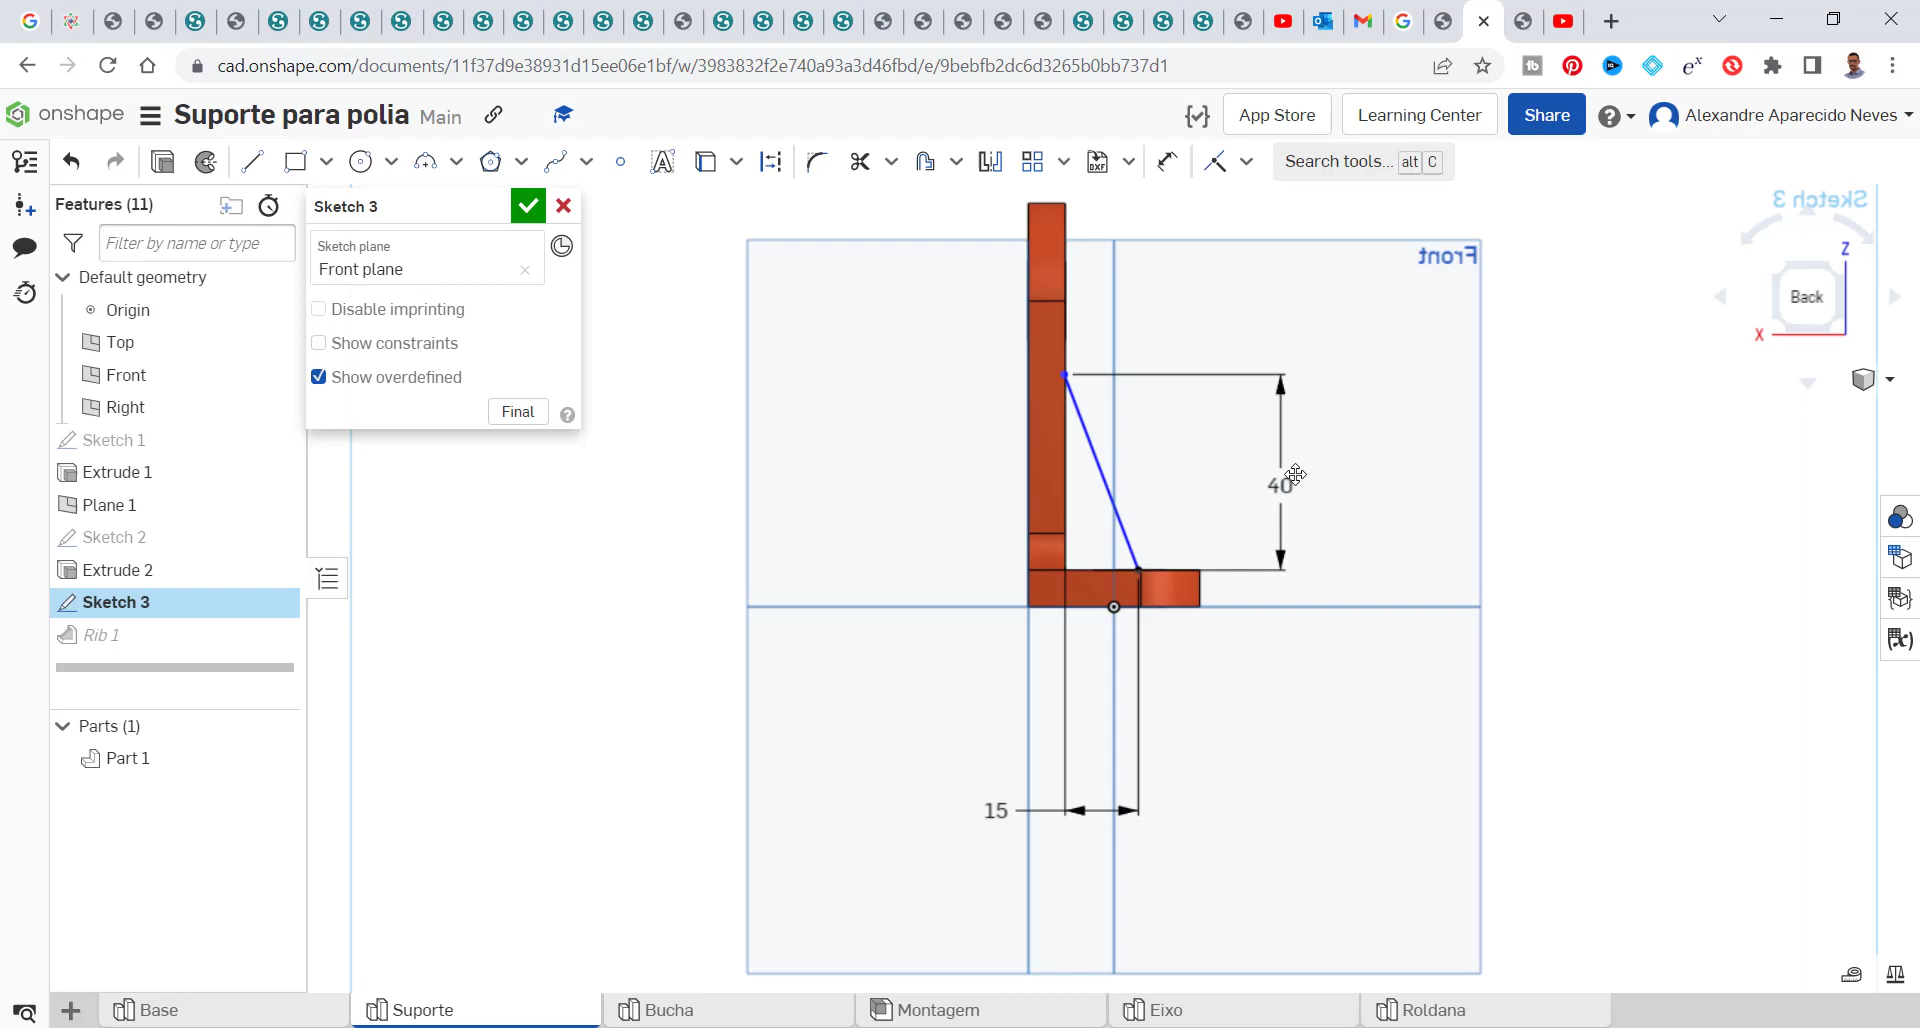 cad.onshape.com/documents/11f37d9e38931d15ee06e1bf/w/3983832f2e740a93a3d46fbd/e/9bebfb2dc6d3265b0bb737d1
onshape Suporte para polia Main
App Store Learning Center Share Alexandre Aparecido Neves
Search tools... alt C
Features (11)
Filter by name or type
Default geometry
Origin
Top
Front
Right
Sketch 1
Extrude 1
Plane 1
Sketch 2
Extrude 2
Sketch 3
Rib 1
Parts (1)
Part 1
Sketch 3
Sketch plane
Front plane
Disable imprinting
Show constraints
Show overdefined
Final
Sketch 3
Front
Z
Back
X
40
15
Base Suporte Bucha Montagem Eixo Roldana